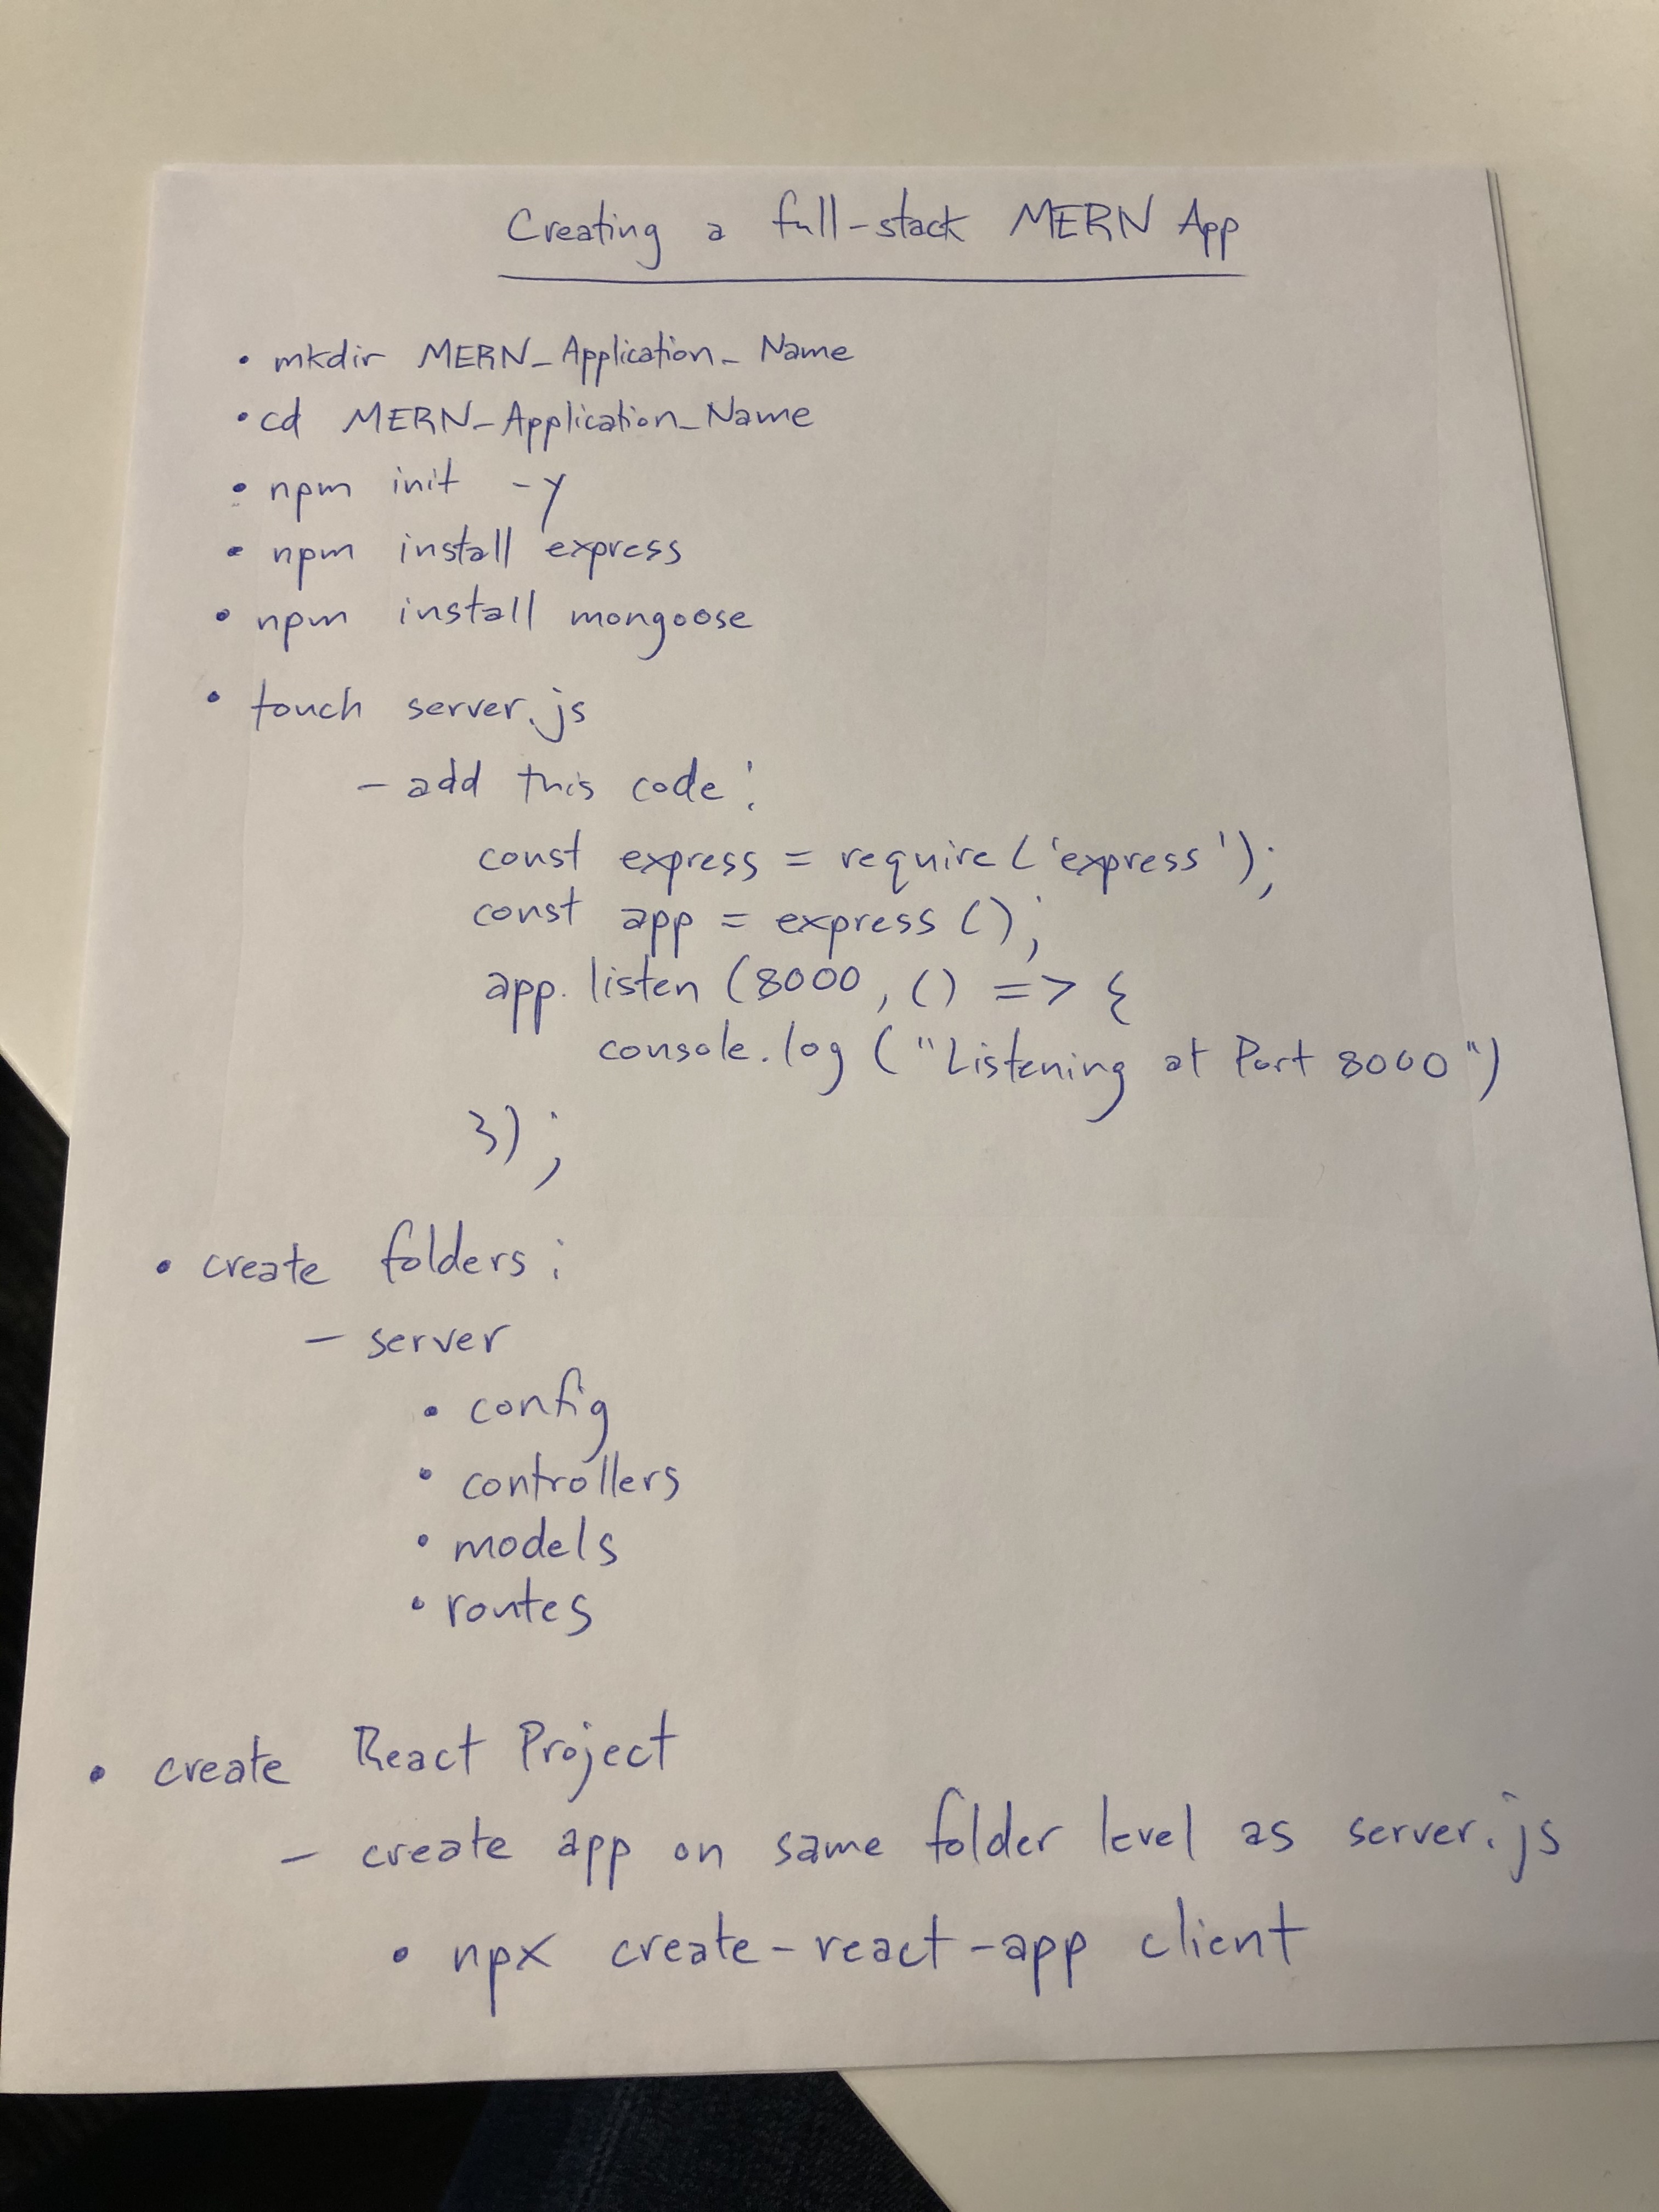 Creating a full-stack MERN App
• mkdir MERN_Application_Name
• cd MERN_Application_Name
• npm init -y
• npm install express
• npm install mongoose
• touch server.js
- add this code:
const express = require('express');
const app = express();
app.listen(8000, () => {
console.log("Listening at Port 8000")
});
• create folders:
- server
• config
• controllers
• models
• routes
• create React Project
- create app on same folder level as server.js
• npx create-react-app client